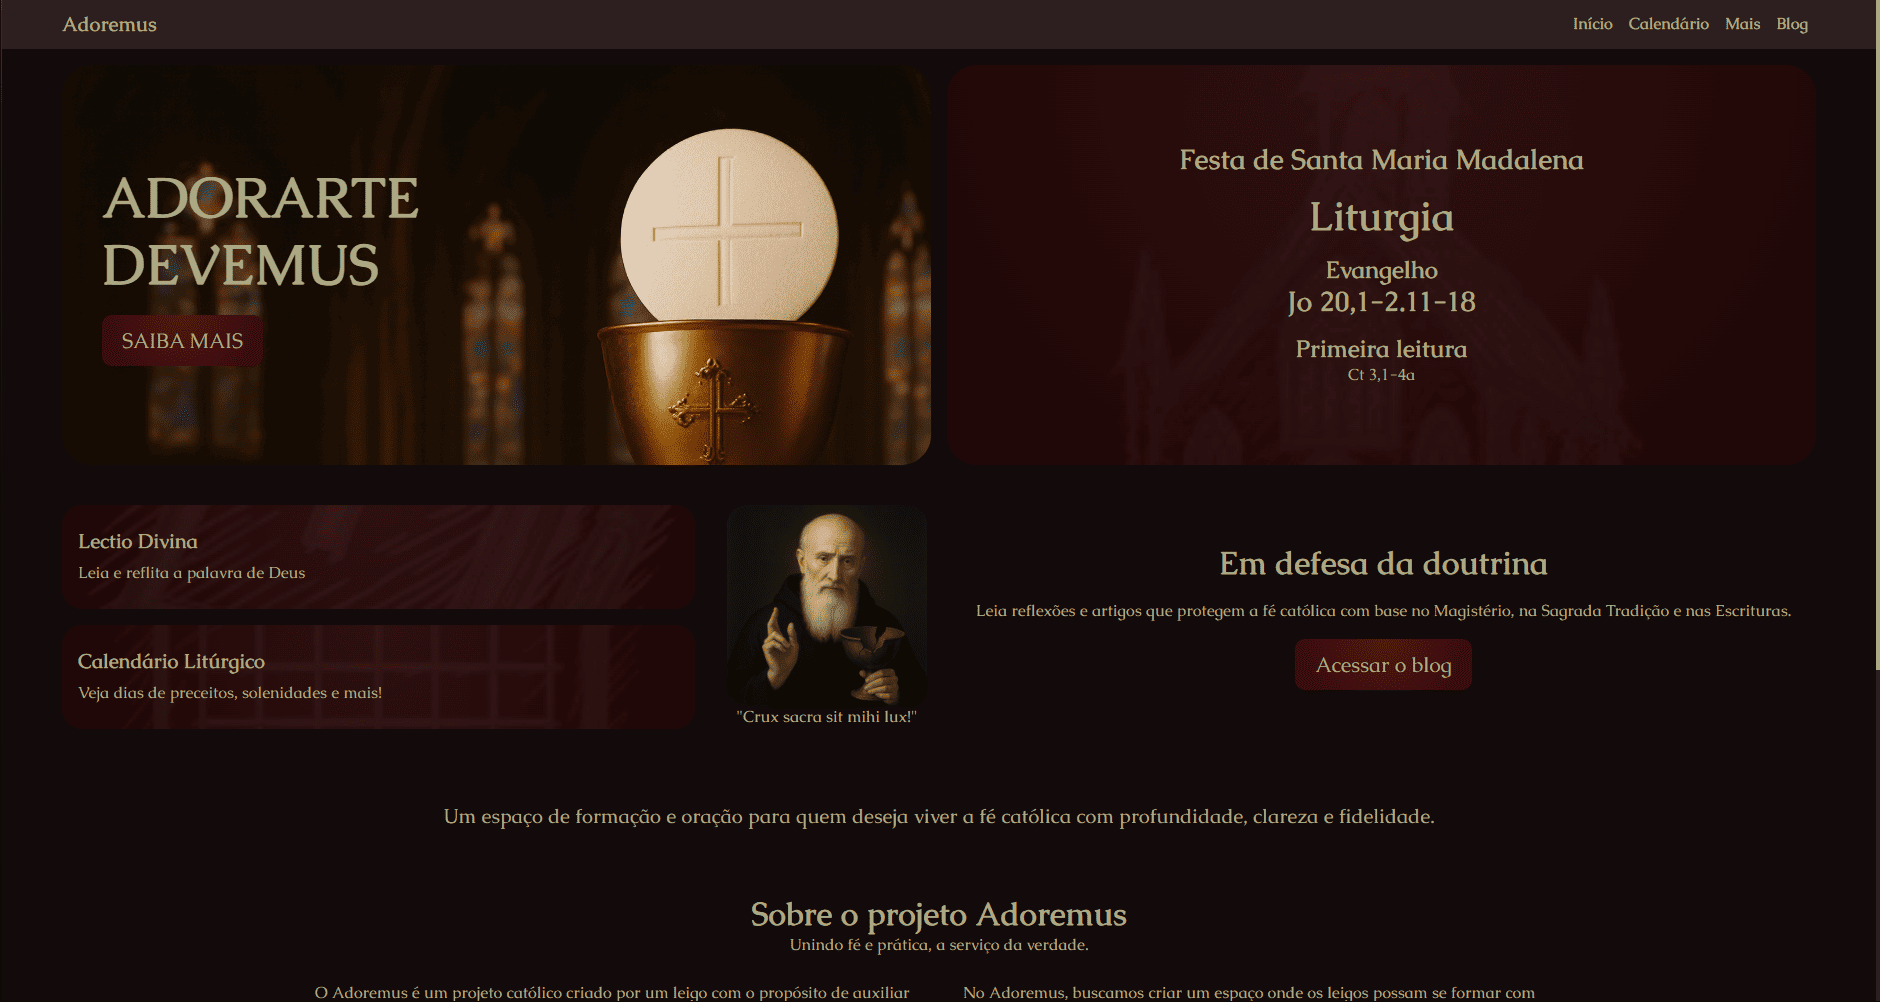 Adoremus
Início Calendário Mais Blog
ADORARTE
DEVEMUS
SAIBA MAIS
Festa de Santa Maria Madalena
Liturgia
Evangelho
Jo 20,1-2.11-18
Primeira leitura
Ct 3,1-4a
Lectio Divina
Leia e reflita a palavra de Deus
Calendário Litúrgico
Veja dias de preceitos, solenidades e mais!
"Crux sacra sit mihi lux!"
Em defesa da doutrina
Leia reflexões e artigos que protegem a fé católica com base no Magistério, na Sagrada Tradição e nas Escrituras.
Acessar o blog
Um espaço de formação e oração para quem deseja viver a fé católica com profundidade, clareza e fidelidade.
Sobre o projeto Adoremus
Unindo fé e prática, a serviço da verdade.
O Adoremus é um projeto católico criado por um leigo com o propósito de auxiliar
No Adoremus, buscamos criar um espaço onde os leigos possam se formar com